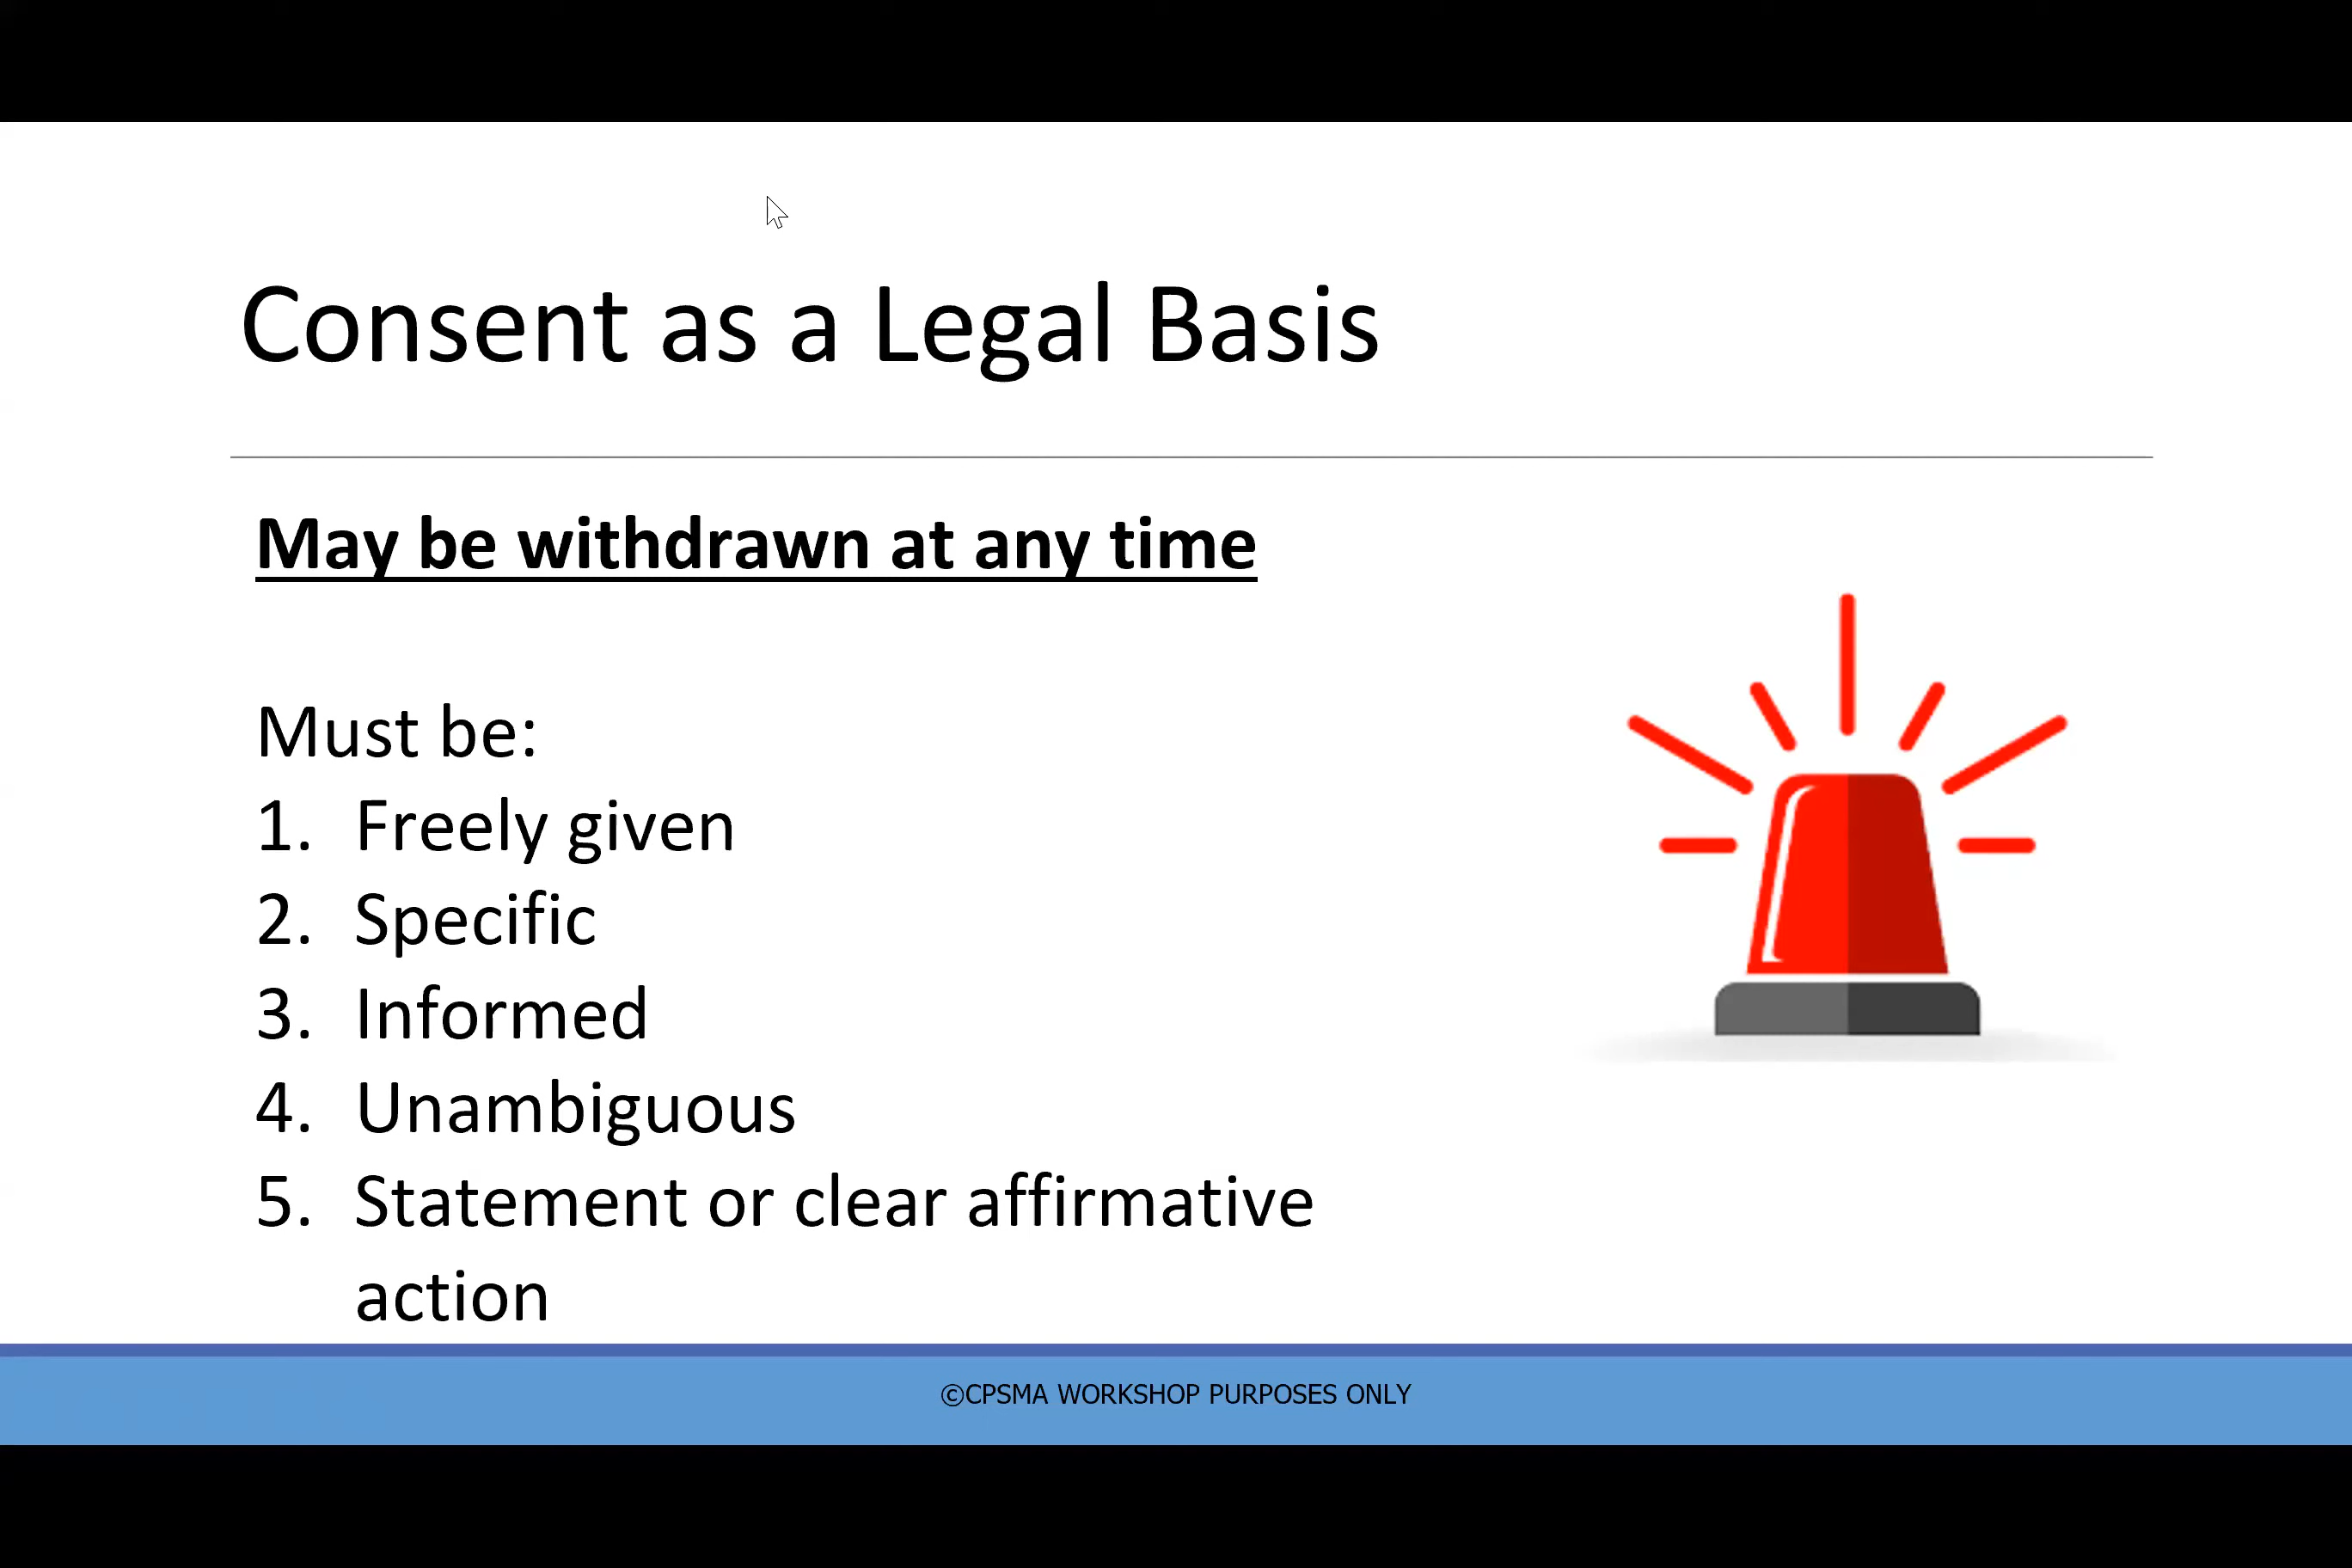 Consent as a Legal Basis
May be withdrawn at any time
Must be:
1. Freely given
2. Specific
3. Informed
4. Unambiguous
5. Statement or clear affirmative
action
©CPSMA WORKSHOP PURPOSES ONLY